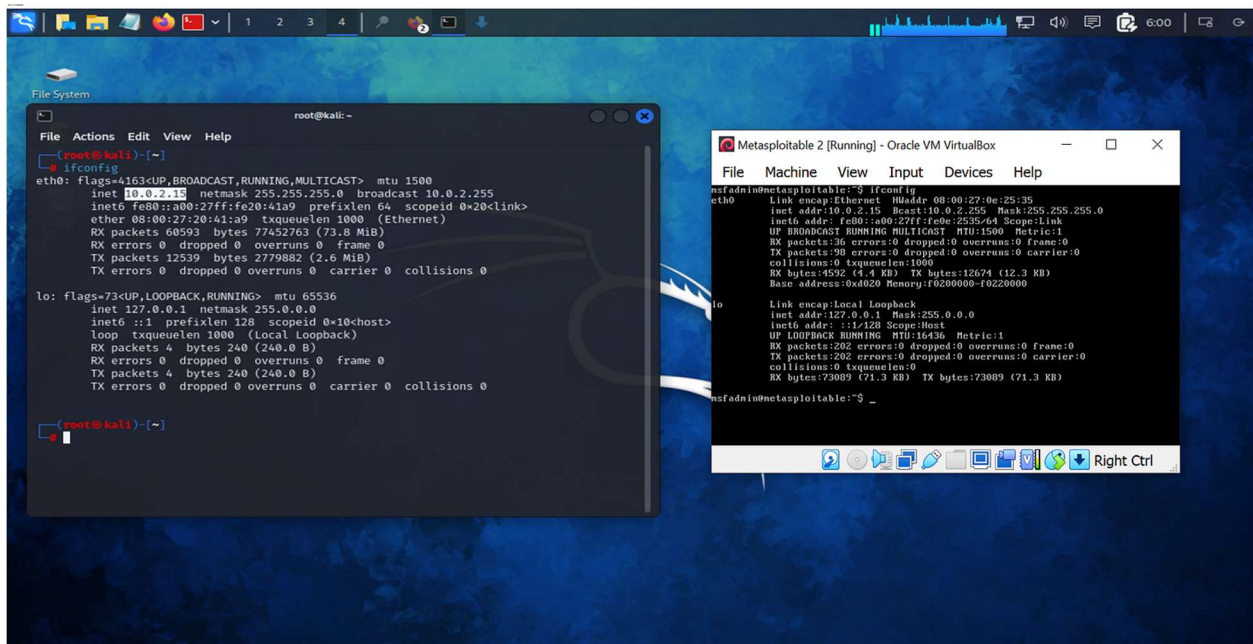 1 2 3 4
2
6:00
File System
root@kali: ~
File Actions Edit View Help
(root㉿kali)-[~]
# ifconfig
eth0: flags=4163<UP,BROADCAST,RUNNING,MULTICAST> mtu 1500
inet 10.0.2.15 netmask 255.255.255.0 broadcast 10.0.2.255
inet6 fe80::a00:27ff:fe20:41a9 prefixlen 64 scopeid 0×20<link>
ether 08:00:27:20:41:a9 txqueuelen 1000 (Ethernet)
RX packets 60593 bytes 77452763 (73.8 MiB)
RX errors 0 dropped 0 overruns 0 frame 0
TX packets 12539 bytes 2779882 (2.6 MiB)
TX errors 0 dropped 0 overruns 0 carrier 0 collisions 0
lo: flags=73<UP,LOOPBACK,RUNNING> mtu 65536
inet 127.0.0.1 netmask 255.0.0.0
inet6 ::1 prefixlen 128 scopeid 0×10<host>
loop txqueuelen 1000 (Local Loopback)
RX packets 4 bytes 240 (240.0 B)
RX errors 0 dropped 0 overruns 0 frame 0
TX packets 4 bytes 240 (240.0 B)
TX errors 0 dropped 0 overruns 0 carrier 0 collisions 0
(root㉿kali)-[~]
#
Metasploitable 2 [Running] - Oracle VM VirtualBox
File Machine View Input Devices Help
msfadmin@metasploitable:~$ ifconfig
eth0 Link encap:Ethernet HWaddr 08:00:27:0e:25:35
inet addr:10.0.2.15 Bcast:10.0.2.255 Mask:255.255.255.0
inet6 addr: fe80::a00:27ff:fe0e:2535/64 Scope:Link
UP BROADCAST RUNNING MULTICAST MTU:1500 Metric:1
RX packets:36 errors:0 dropped:0 overruns:0 frame:0
TX packets:98 errors:0 dropped:0 overruns:0 carrier:0
collisions:0 txqueuelen:1000
RX bytes:4592 (4.4 KB) TX bytes:12674 (12.3 KB)
Base address:0xd020 Memory:f0200000-f0220000
lo Link encap:Local Loopback
inet addr:127.0.0.1 Mask:255.0.0.0
inet6 addr: ::1/128 Scope:Host
UP LOOPBACK RUNNING MTU:16436 Metric:1
RX packets:202 errors:0 dropped:0 overruns:0 frame:0
TX packets:202 errors:0 dropped:0 overruns:0 carrier:0
collisions:0 txqueuelen:0
RX bytes:73089 (71.3 KB) TX bytes:73089 (71.3 KB)
msfadmin@metasploitable:~$ _
Right Ctrl